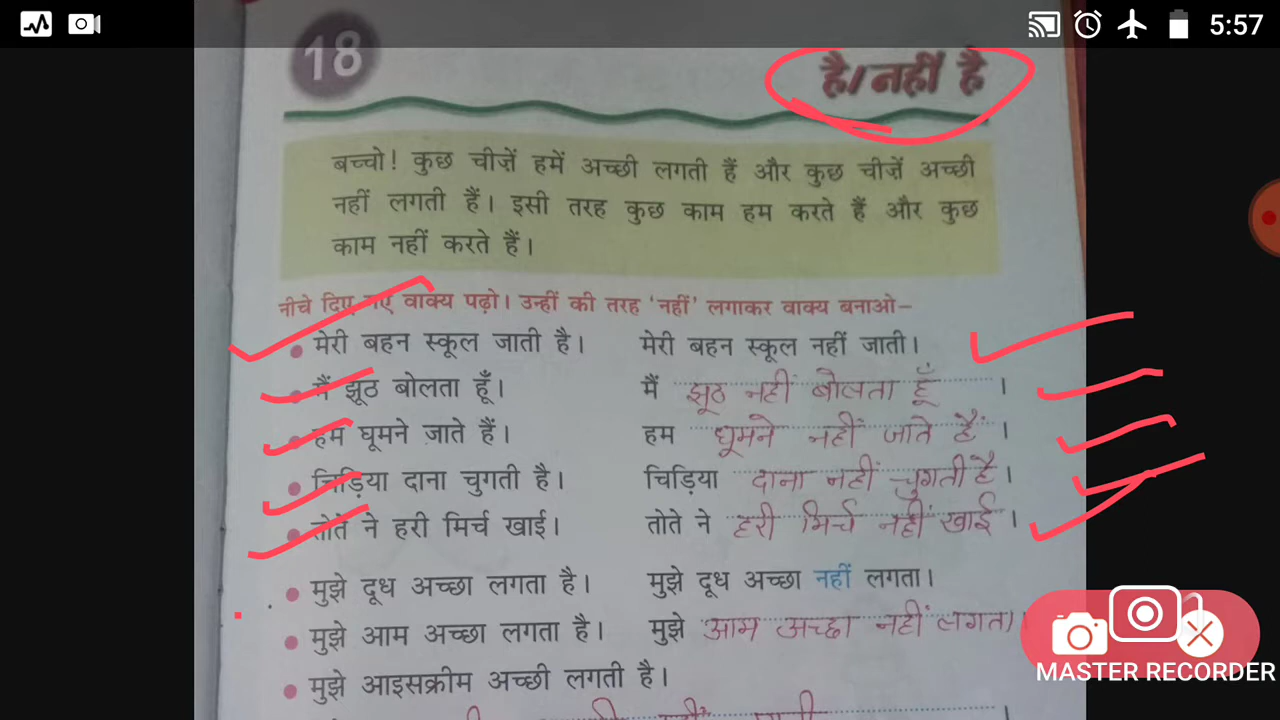 5:57
18
है/नहीं है
बच्चो! कुछ चीज़ें हमें अच्छी लगती हैं और कुछ चीज़ें अच्छी
नहीं लगती हैं। इसी तरह कुछ काम हम करते हैं और कुछ
काम नहीं करते हैं।
नीचे दिए गए वाक्य पढ़ो। उन्हीं की तरह 'नहीं' लगाकर वाक्य बनाओ–
मेरी बहन स्कूल जाती है। मेरी बहन स्कूल नहीं जाती।
मैं झूठ बोलता हूँ। मैं झूठ नहीं बोलता हूँ।
हम घूमने जाते हैं। हम घूमने नहीं जाते हैं।
चिड़िया दाना चुगती है। चिड़िया दाना नहीं चुगती है।
तोते ने हरी मिर्च खाई। तोते ने हरी मिर्च नहीं खाई।
मुझे दूध अच्छा लगता है। मुझे दूध अच्छा नहीं लगता।
मुझे आम अच्छा लगता है। मुझे आम अच्छा नहीं लगता।
मुझे आइसक्रीम अच्छी लगती है।
MASTER RECORDER